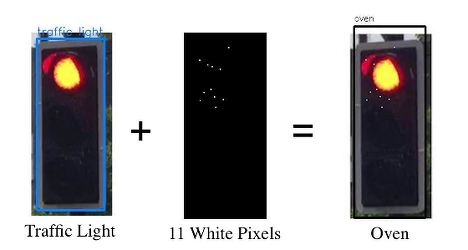 traffic_light
oven
+
=
Traffic Light
11 White Pixels
Oven